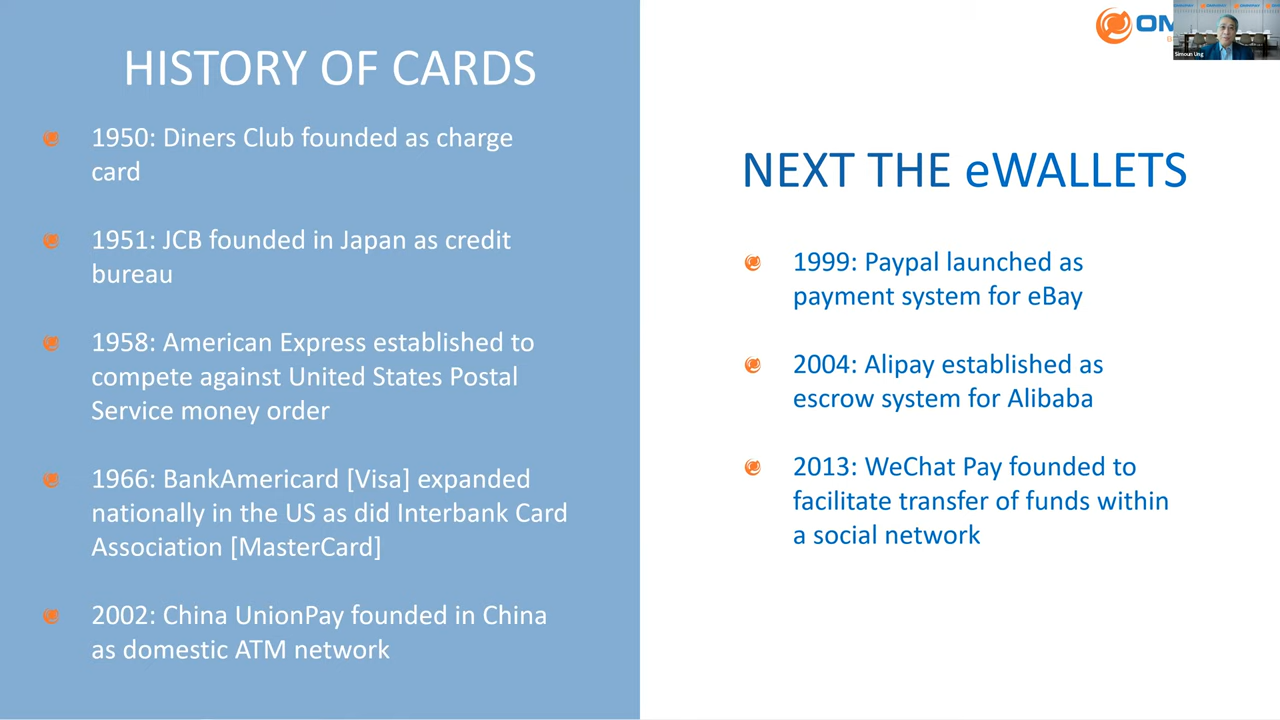 HISTORY OF CARDS
1950: Diners Club founded as charge
card
1951: JCB founded in Japan as credit
bureau
1958: American Express established to
compete against United States Postal
Service money order
1966: BankAmericard [Visa] expanded
nationally in the US as did Interbank Card
Association [MasterCard]
2002: China UnionPay founded in China
as domestic ATM network
NEXT THE eWALLETS
1999: Paypal launched as
payment system for eBay
2004: Alipay established as
escrow system for Alibaba
2013: WeChat Pay founded to
facilitate transfer of funds within
a social network
Simoun Ung